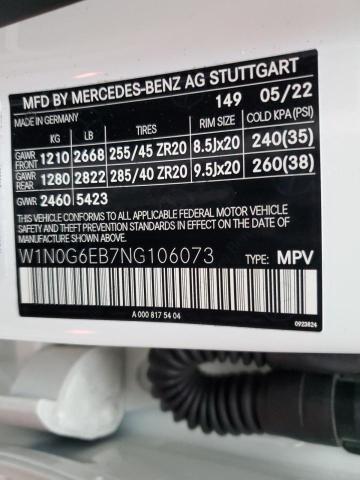 MFD BY MERCEDES-BENZ AG STUTTGART
MADE IN GERMANY 149 05/22
KG LB TIRES RIM SIZE COLD KPA (PSI)
GAWR FRONT 1210 2668 255/45 ZR20 8.5Jx20 240(35)
GAWR REAR 1280 2822 285/40 ZR20 9.5Jx20 260(38)
GVWR 2460 5423
THIS VEHICLE CONFORMS TO ALL APPLICABLE FEDERAL MOTOR VEHICLE SAFETY
STANDARDS IN EFFECT ON THE DATE OF MANUFACTURE SHOWN ABOVE.
W1N0G6EB7NG106073 TYPE: MPV
A 000 817 54 04
0923824